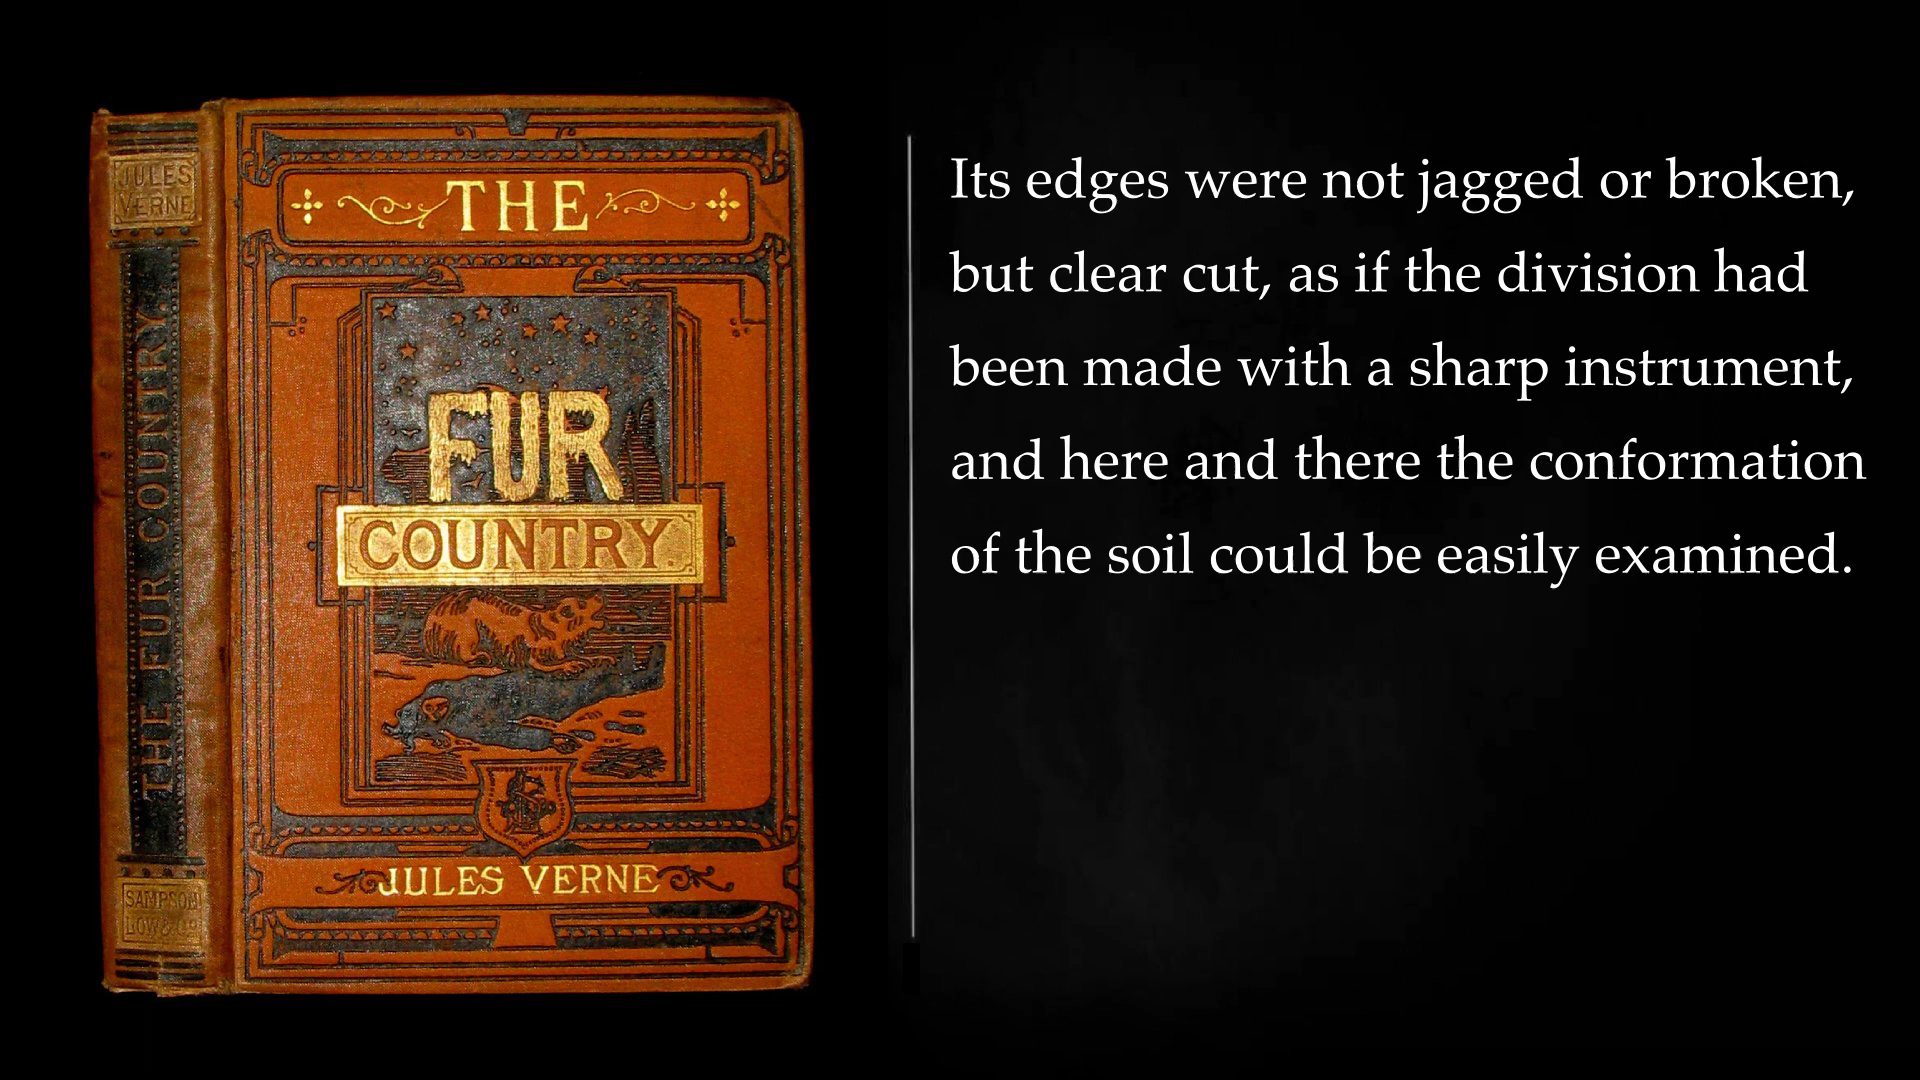 JULES
VERNE
THE FUR COUNTRY.
SAMPSON
LOW & Co
THE
FUR
COUNTRY.
JULES VERNE
Its edges were not jagged or broken,
but clear cut, as if the division had
been made with a sharp instrument,
and here and there the conformation
of the soil could be easily examined.